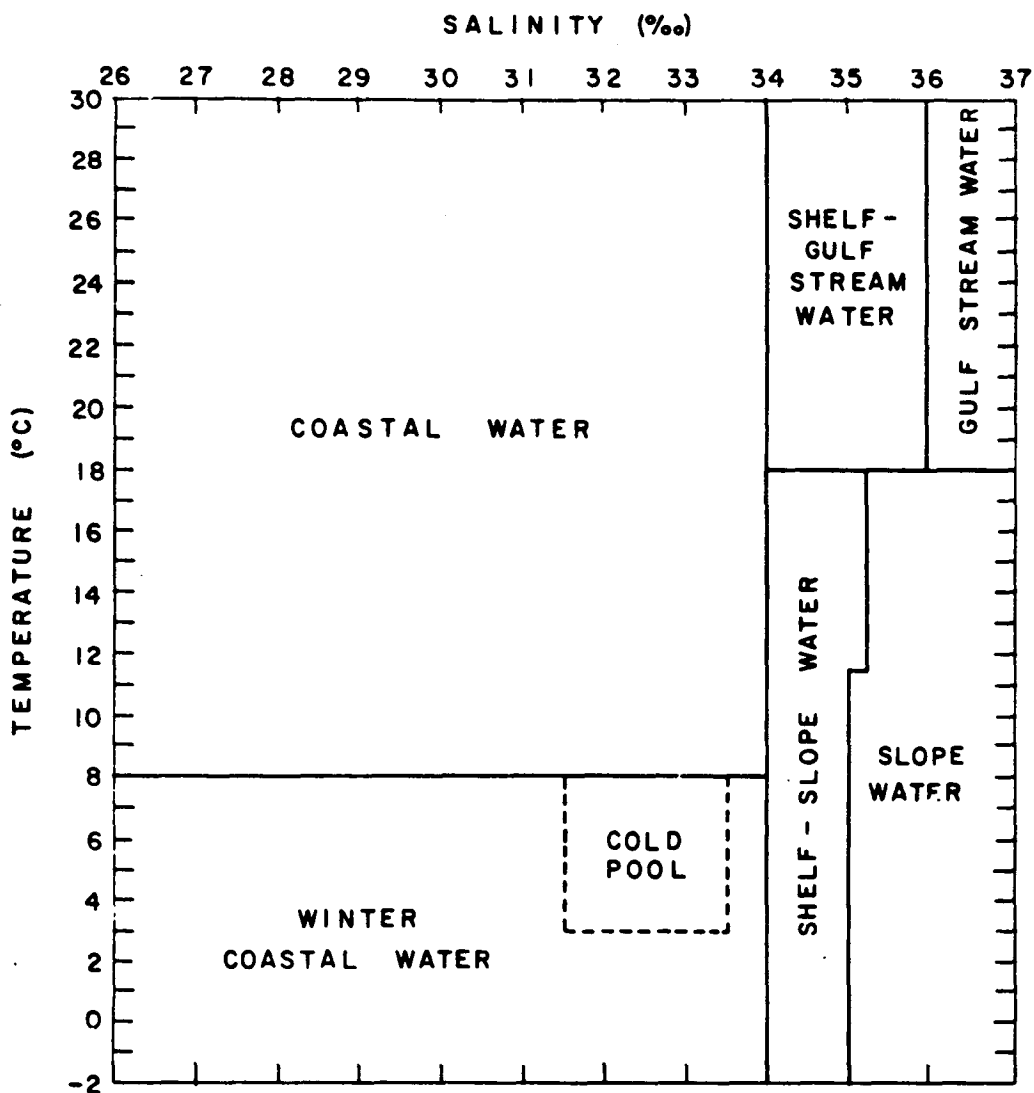 SALINITY (‰)
26 27 28 29 30 31 32 33 34 35 36 37
TEMPERATURE (°C)
30
28
26
24
22
20
18
16
14
12
10
8
6
4
2
0
-2
COASTAL WATER
SHELF-
GULF
STREAM
WATER
GULF STREAM WATER
SHELF-SLOPE WATER
SLOPE
WATER
COLD
POOL
WINTER
COASTAL WATER